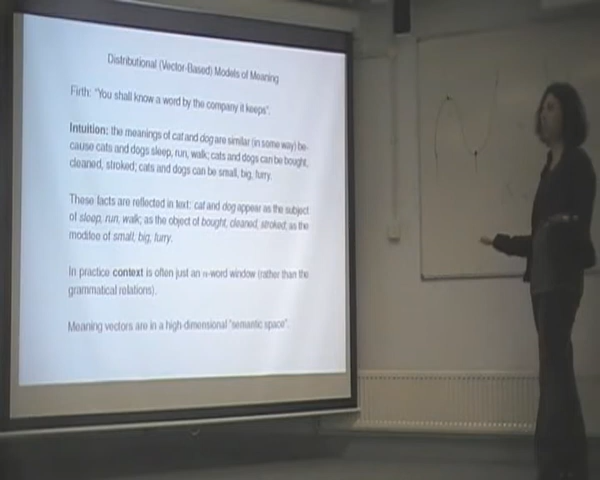 Distributional (Vector-Based) Models of Meaning
Firth: "You shall know a word by the company it keeps".
Intuition: the meanings of cat and dog are similar (in some way) be-
cause cats and dogs sleep, run, walk; cats and dogs can be bought,
cleaned, stroked; cats and dogs can be small, big, furry.
These facts are reflected in text: cat and dog appear as the subject
of sleep, run, walk; as the object of bought, cleaned, stroked; as the
modifee of small, big, furry.
In practice context is often just an n-word window (rather than the
grammatical relations).
Meaning vectors are in a high-dimensional "semantic space".